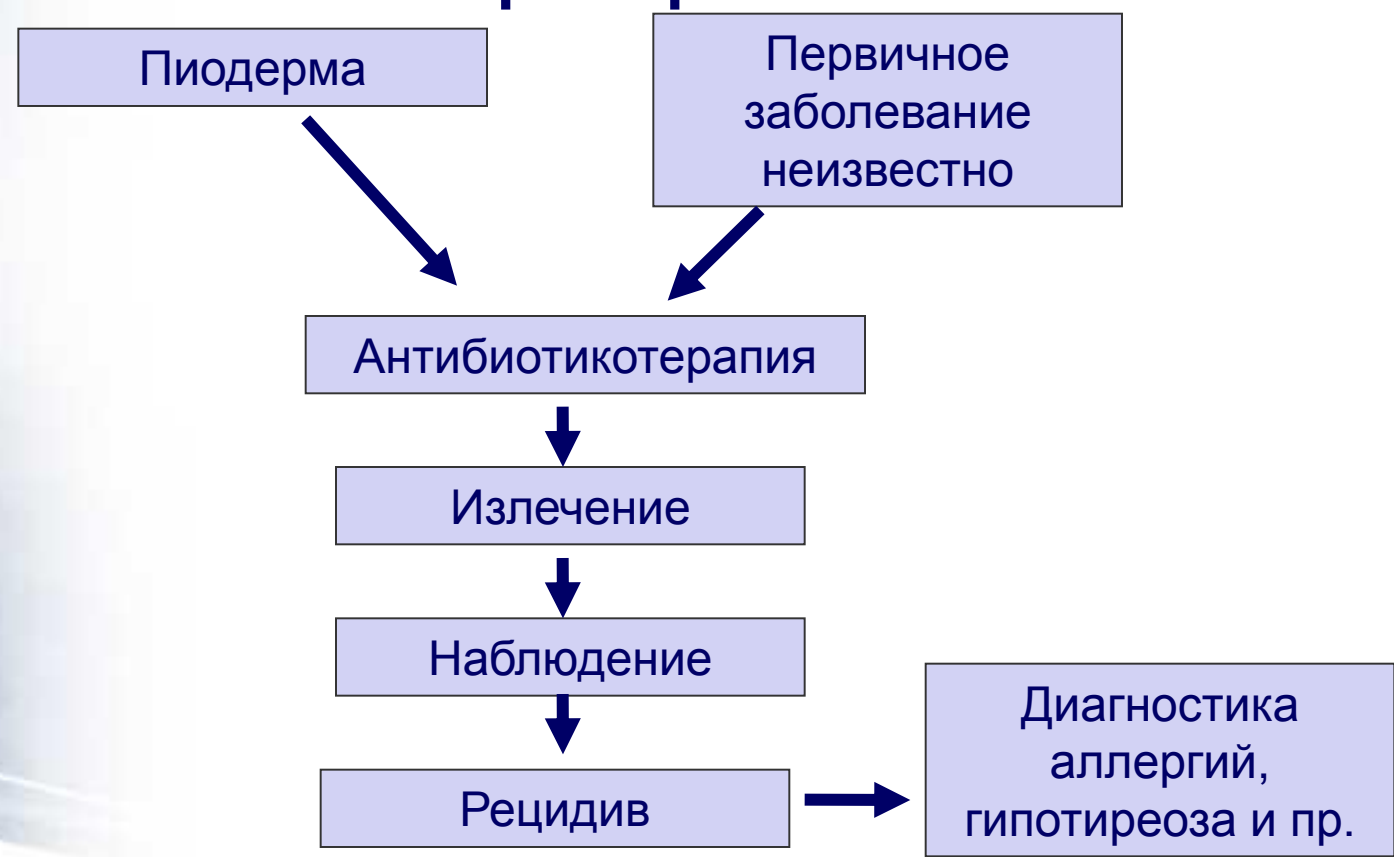 Пиодерма
Первичное
заболевание
неизвестно
Антибиотикотерапия
Излечение
Наблюдение
Рецидив
Диагностика
аллергий,
гипотиреоза и пр.